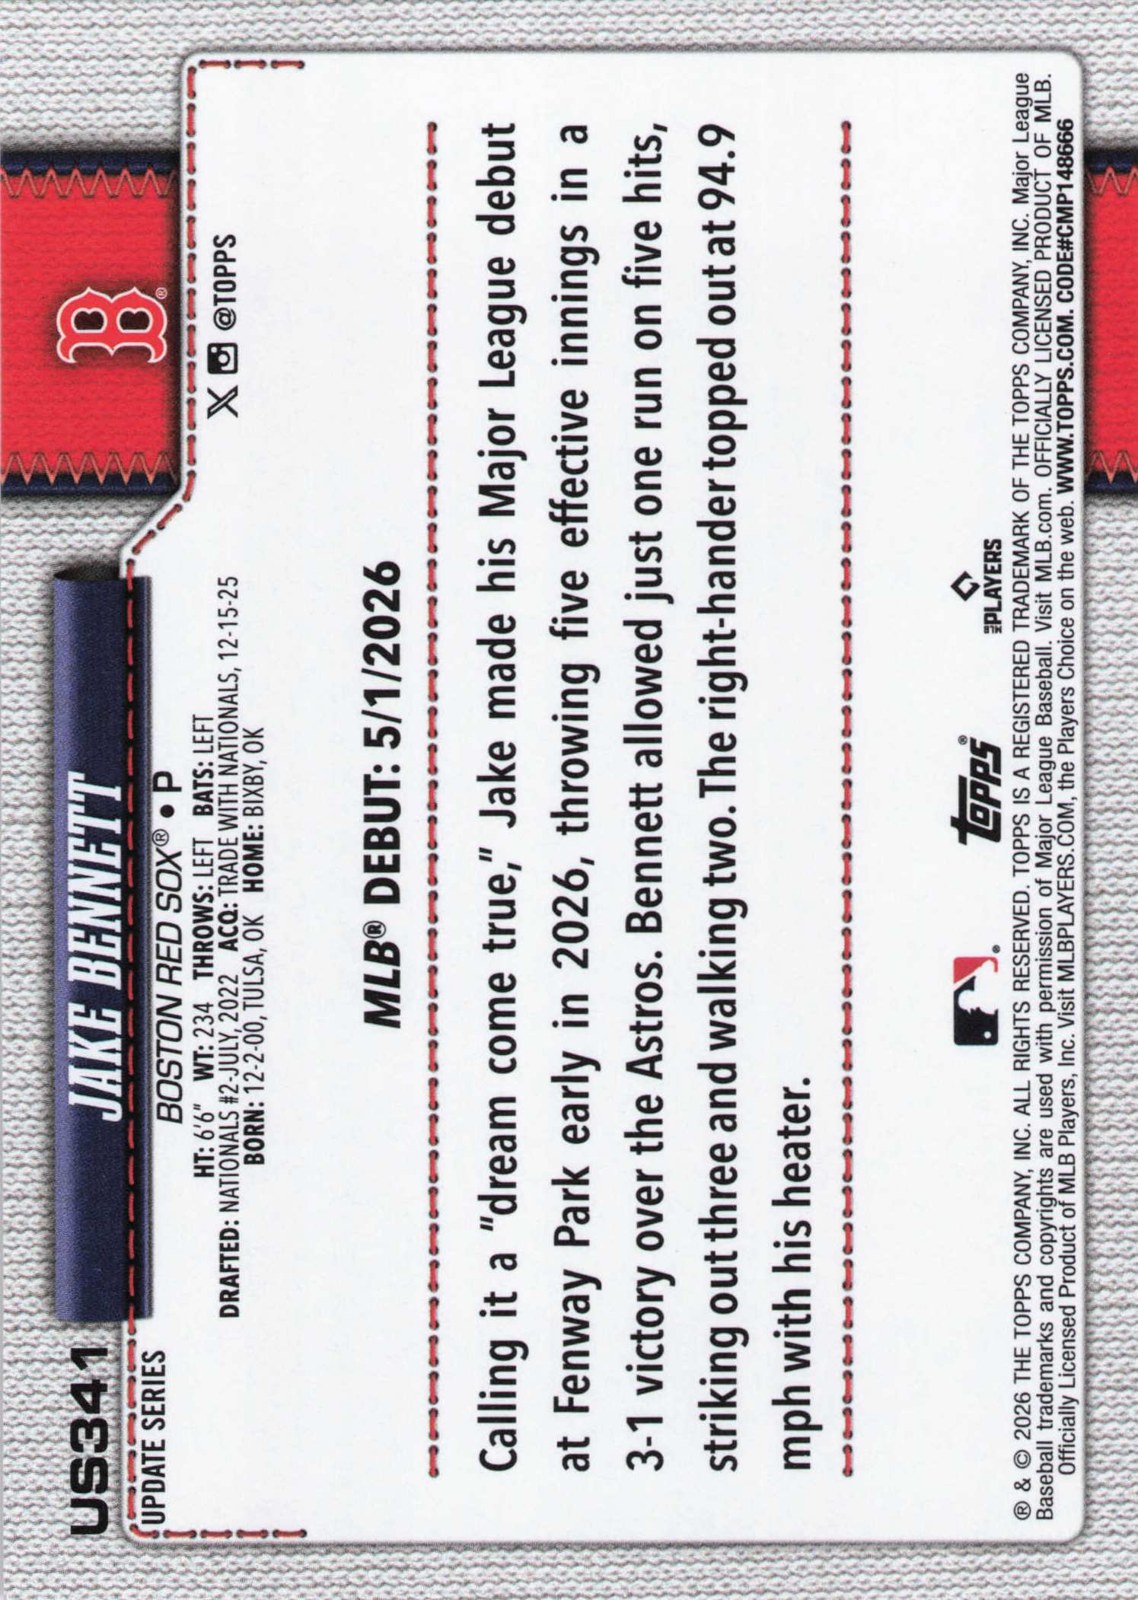 US341
JAKE BENNETT
B®
UPDATE SERIES
BOSTON RED SOX® • P
@TOPPS
HT: 6'6" WT: 234 THROWS: LEFT BATS: LEFT
DRAFTED: NATIONALS #2-JULY, 2022 ACQ: TRADE WITH NATIONALS, 12-15-25
BORN: 12-2-00, TULSA, OK HOME: BIXBY, OK
MLB® DEBUT: 5/1/2026
Calling it a "dream come true," Jake made his Major League debut
at Fenway Park early in 2026, throwing five effective innings in a
3-1 victory over the Astros. Bennett allowed just one run on five hits,
striking out three and walking two. The right-hander topped out at 94.9
mph with his heater.
topps® MLB PLAYERS
® & © 2026 THE TOPPS COMPANY, INC. ALL RIGHTS RESERVED. TOPPS IS A REGISTERED TRADEMARK OF THE TOPPS COMPANY, INC. Major League
Baseball trademarks and copyrights are used with permission of Major League Baseball. Visit MLB.com. OFFICIALLY LICENSED PRODUCT OF MLB.
Officially Licensed Product of MLB Players, Inc. Visit MLBPLAYERS.COM, the Players Choice on the web. WWW.TOPPS.COM. CODE#CMP148666